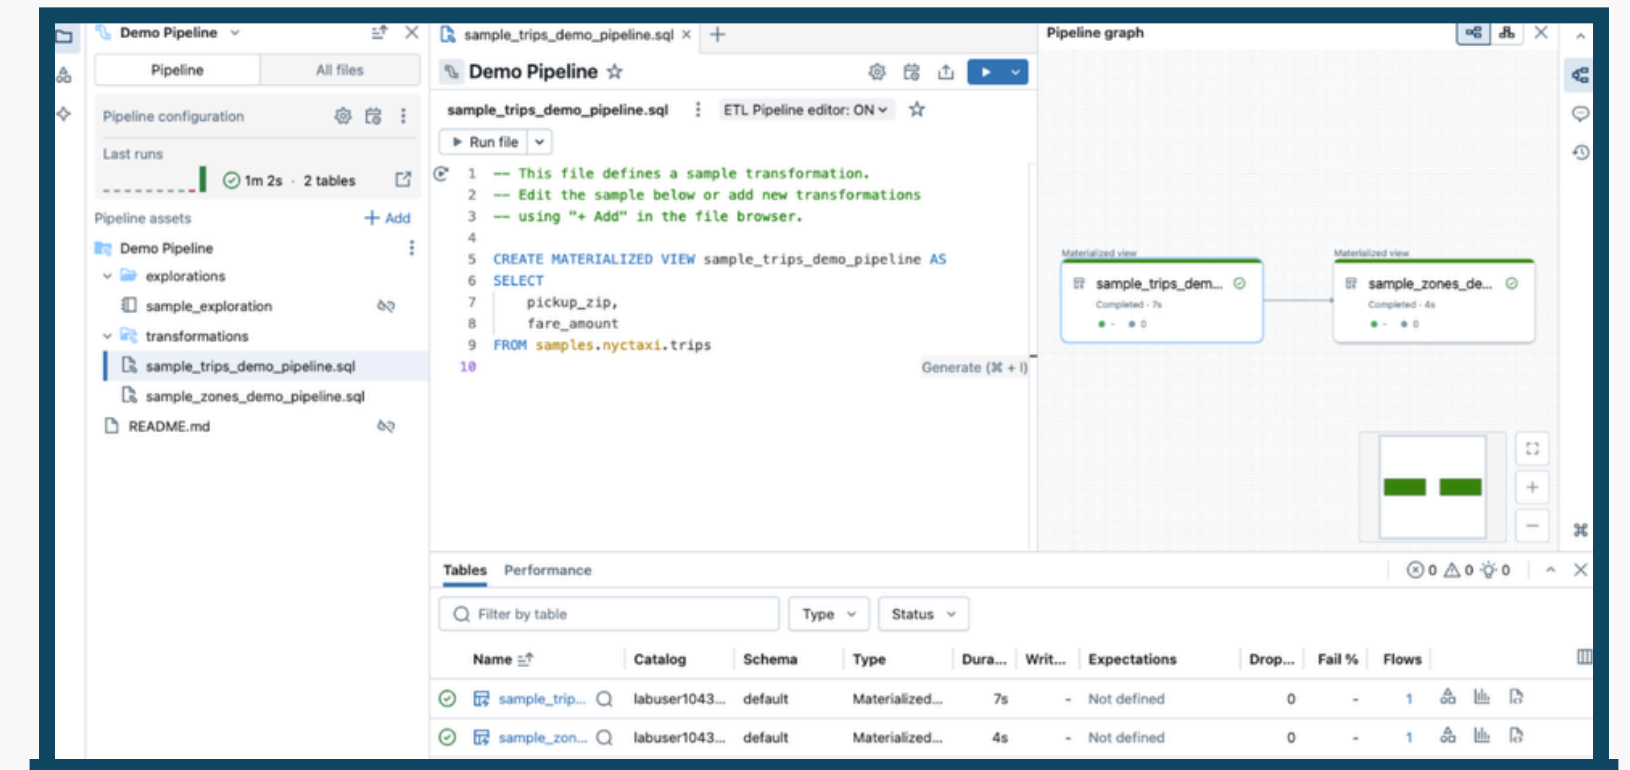 Demo Pipeline
Pipeline
All files
Pipeline configuration
Last runs
1m 2s · 2 tables
Pipeline assets
+ Add
Demo Pipeline
explorations
sample_exploration
transformations
sample_trips_demo_pipeline.sql
sample_zones_demo_pipeline.sql
README.md
sample_trips_demo_pipeline.sql
Demo Pipeline
sample_trips_demo_pipeline.sql
ETL Pipeline editor: ON
Run file
1 -- This file defines a sample transformation.
2 -- Edit the sample below or add new transformations
3 -- using "+ Add" in the file browser.
4
5 CREATE MATERIALIZED VIEW sample_trips_demo_pipeline AS
6 SELECT
7 pickup_zip,
8 fare_amount
9 FROM samples.nyctaxi.trips
10
Generate (⌘ + I)
Pipeline graph
Materialized view
sample_trips_dem...
Completed · 7s
- 0
Materialized view
sample_zones_de...
Completed · 4s
- 0
Tables Performance
0 0 0
Filter by table
Type
Status
Name Catalog Schema Type Dura... Writ... Expectations Drop... Fail % Flows
sample_trip... labuser1043... default Materialized... 7s - Not defined 0 - 1
sample_zon... labuser1043... default Materialized... 4s - Not defined 0 - 1